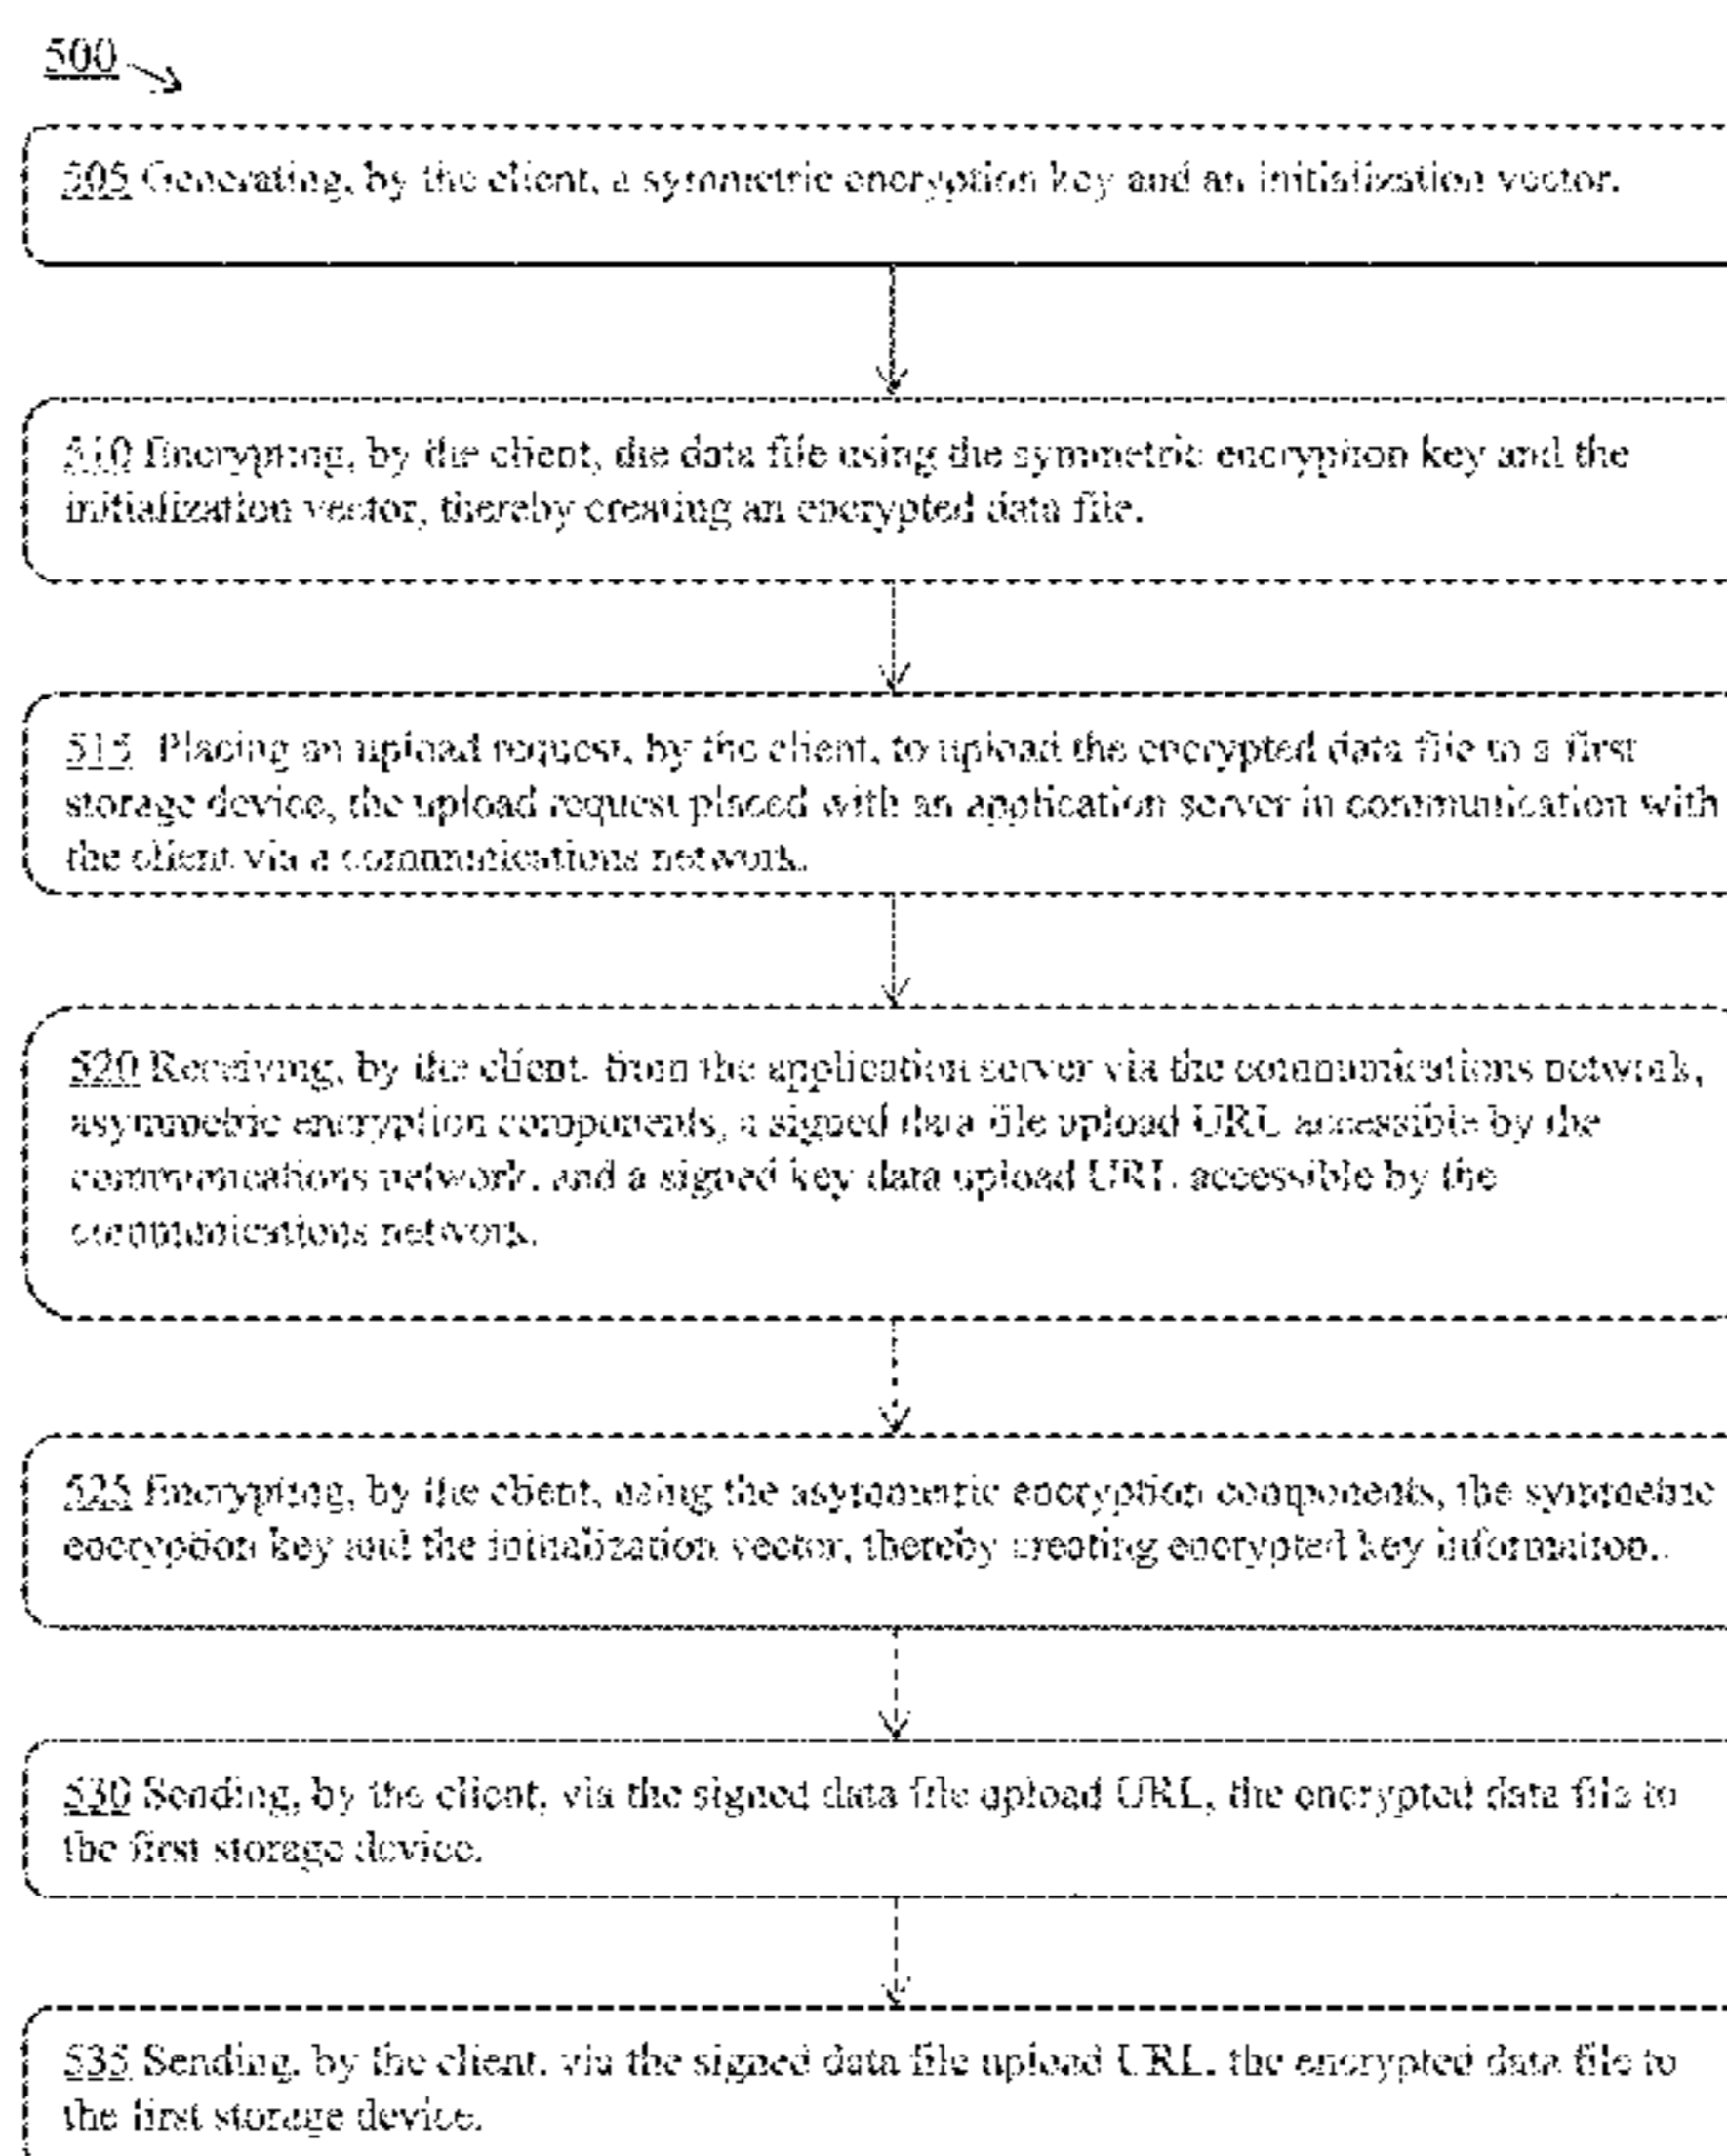 500
505 Generating, by the client, a symmetric encryption key and an initialization vector.
510 Encrypting, by the client, the data file using the symmetric encryption key and the
initialization vector, thereby creating an encrypted data file.
515 Placing an upload request, by the client, to upload the encrypted data file to a first
storage device, the upload request placed with an application server in communication with
the client via a communications network.
520 Receiving, by the client, from the application server via the communications network,
asymmetric encryption components, a signed data file upload URL accessible by the
communications network, and a signed key data upload URL accessible by the
communications network.
525 Encrypting, by the client, using the asymmetric encryption components, the symmetric
encryption key and the initialization vector, thereby creating encrypted key information..
530 Sending, by the client, via the signed data file upload URL, the encrypted data file to
the first storage device.
535 Sending, by the client, via the signed data file upload URL, the encrypted data file to
the first storage device.